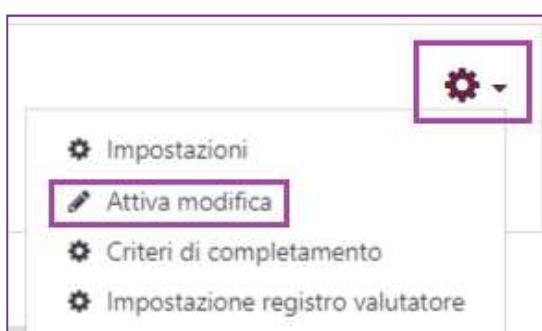 Impostazioni
Attiva modifica
Criteri di completamento
Impostazione registro valutatore